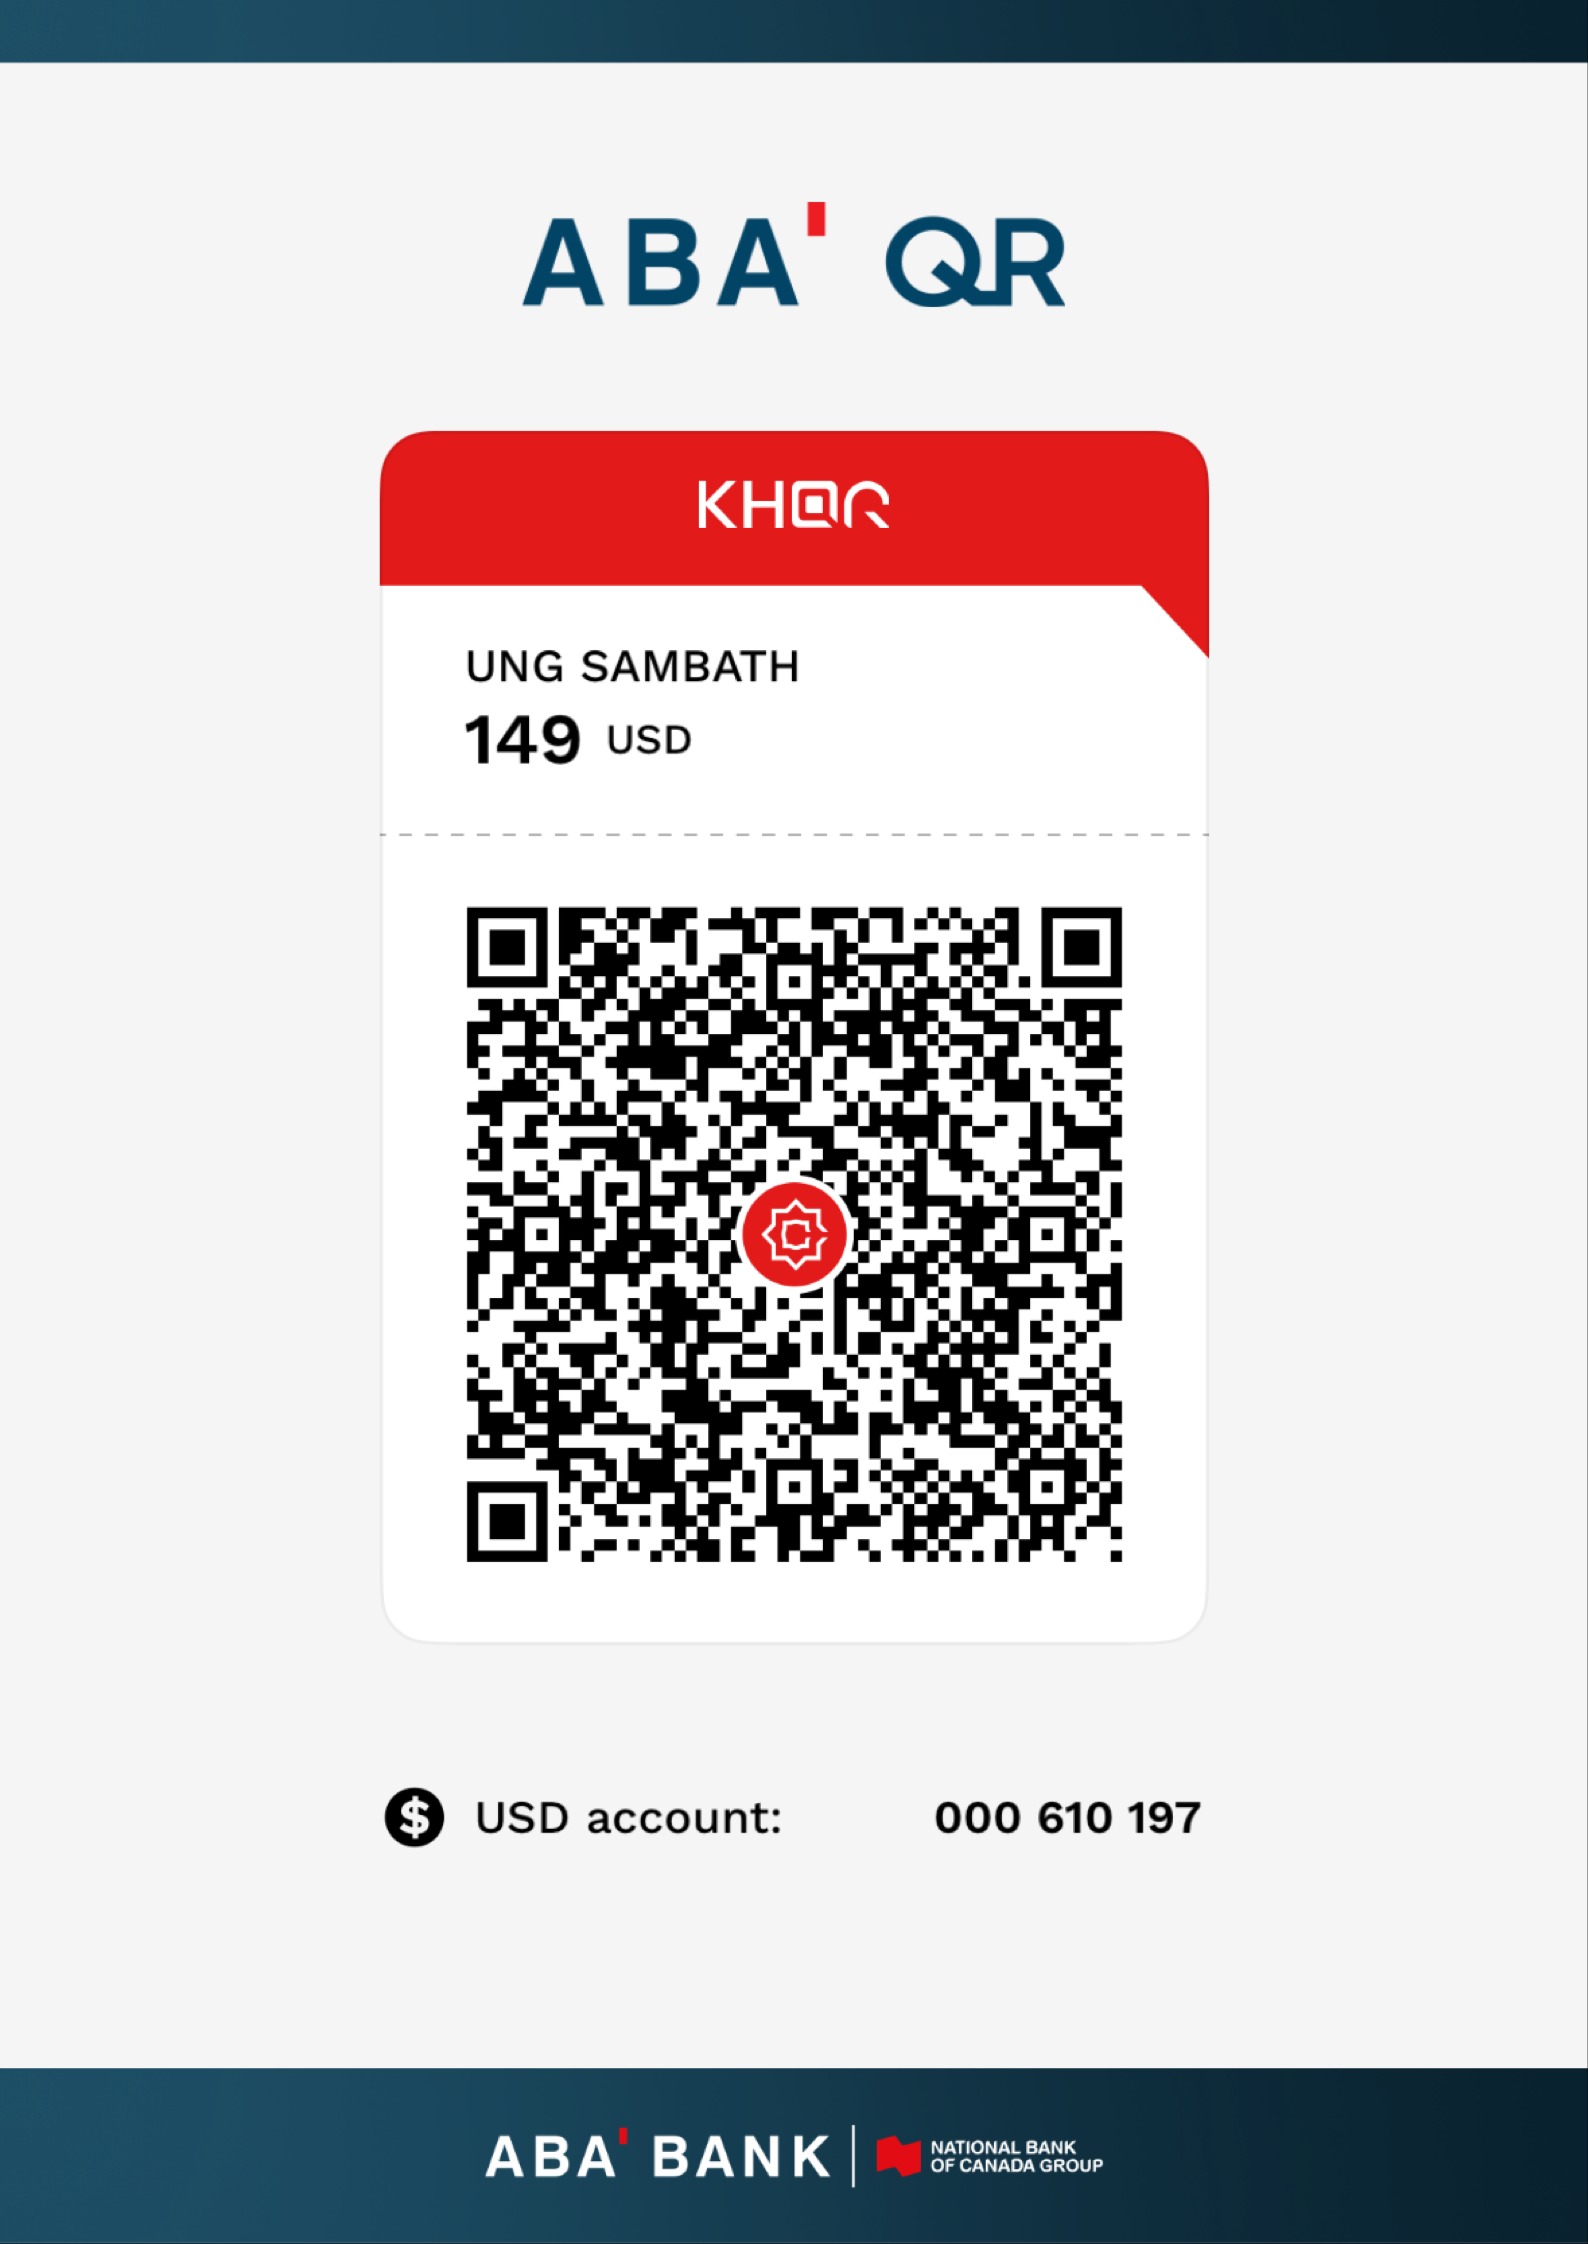 ABA' QR
KHQR
UNG SAMBATH
149 USD
$ USD account: 000 610 197
ABA' BANK
NATIONAL BANK
OF CANADA GROUP